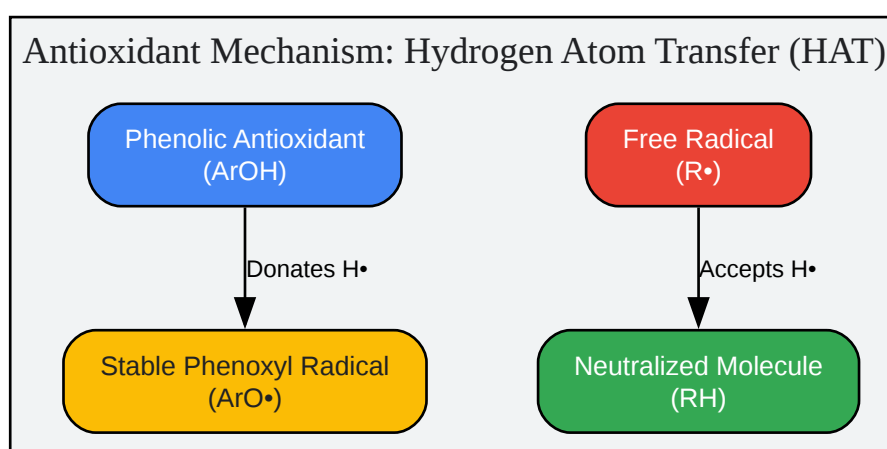 Antioxidant Mechanism: Hydrogen Atom Transfer (HAT)
Phenolic Antioxidant
(ArOH)
Free Radical
(R•)
Donates H•
Accepts H•
Stable Phenoxyl Radical
(ArO•)
Neutralized Molecule
(RH)